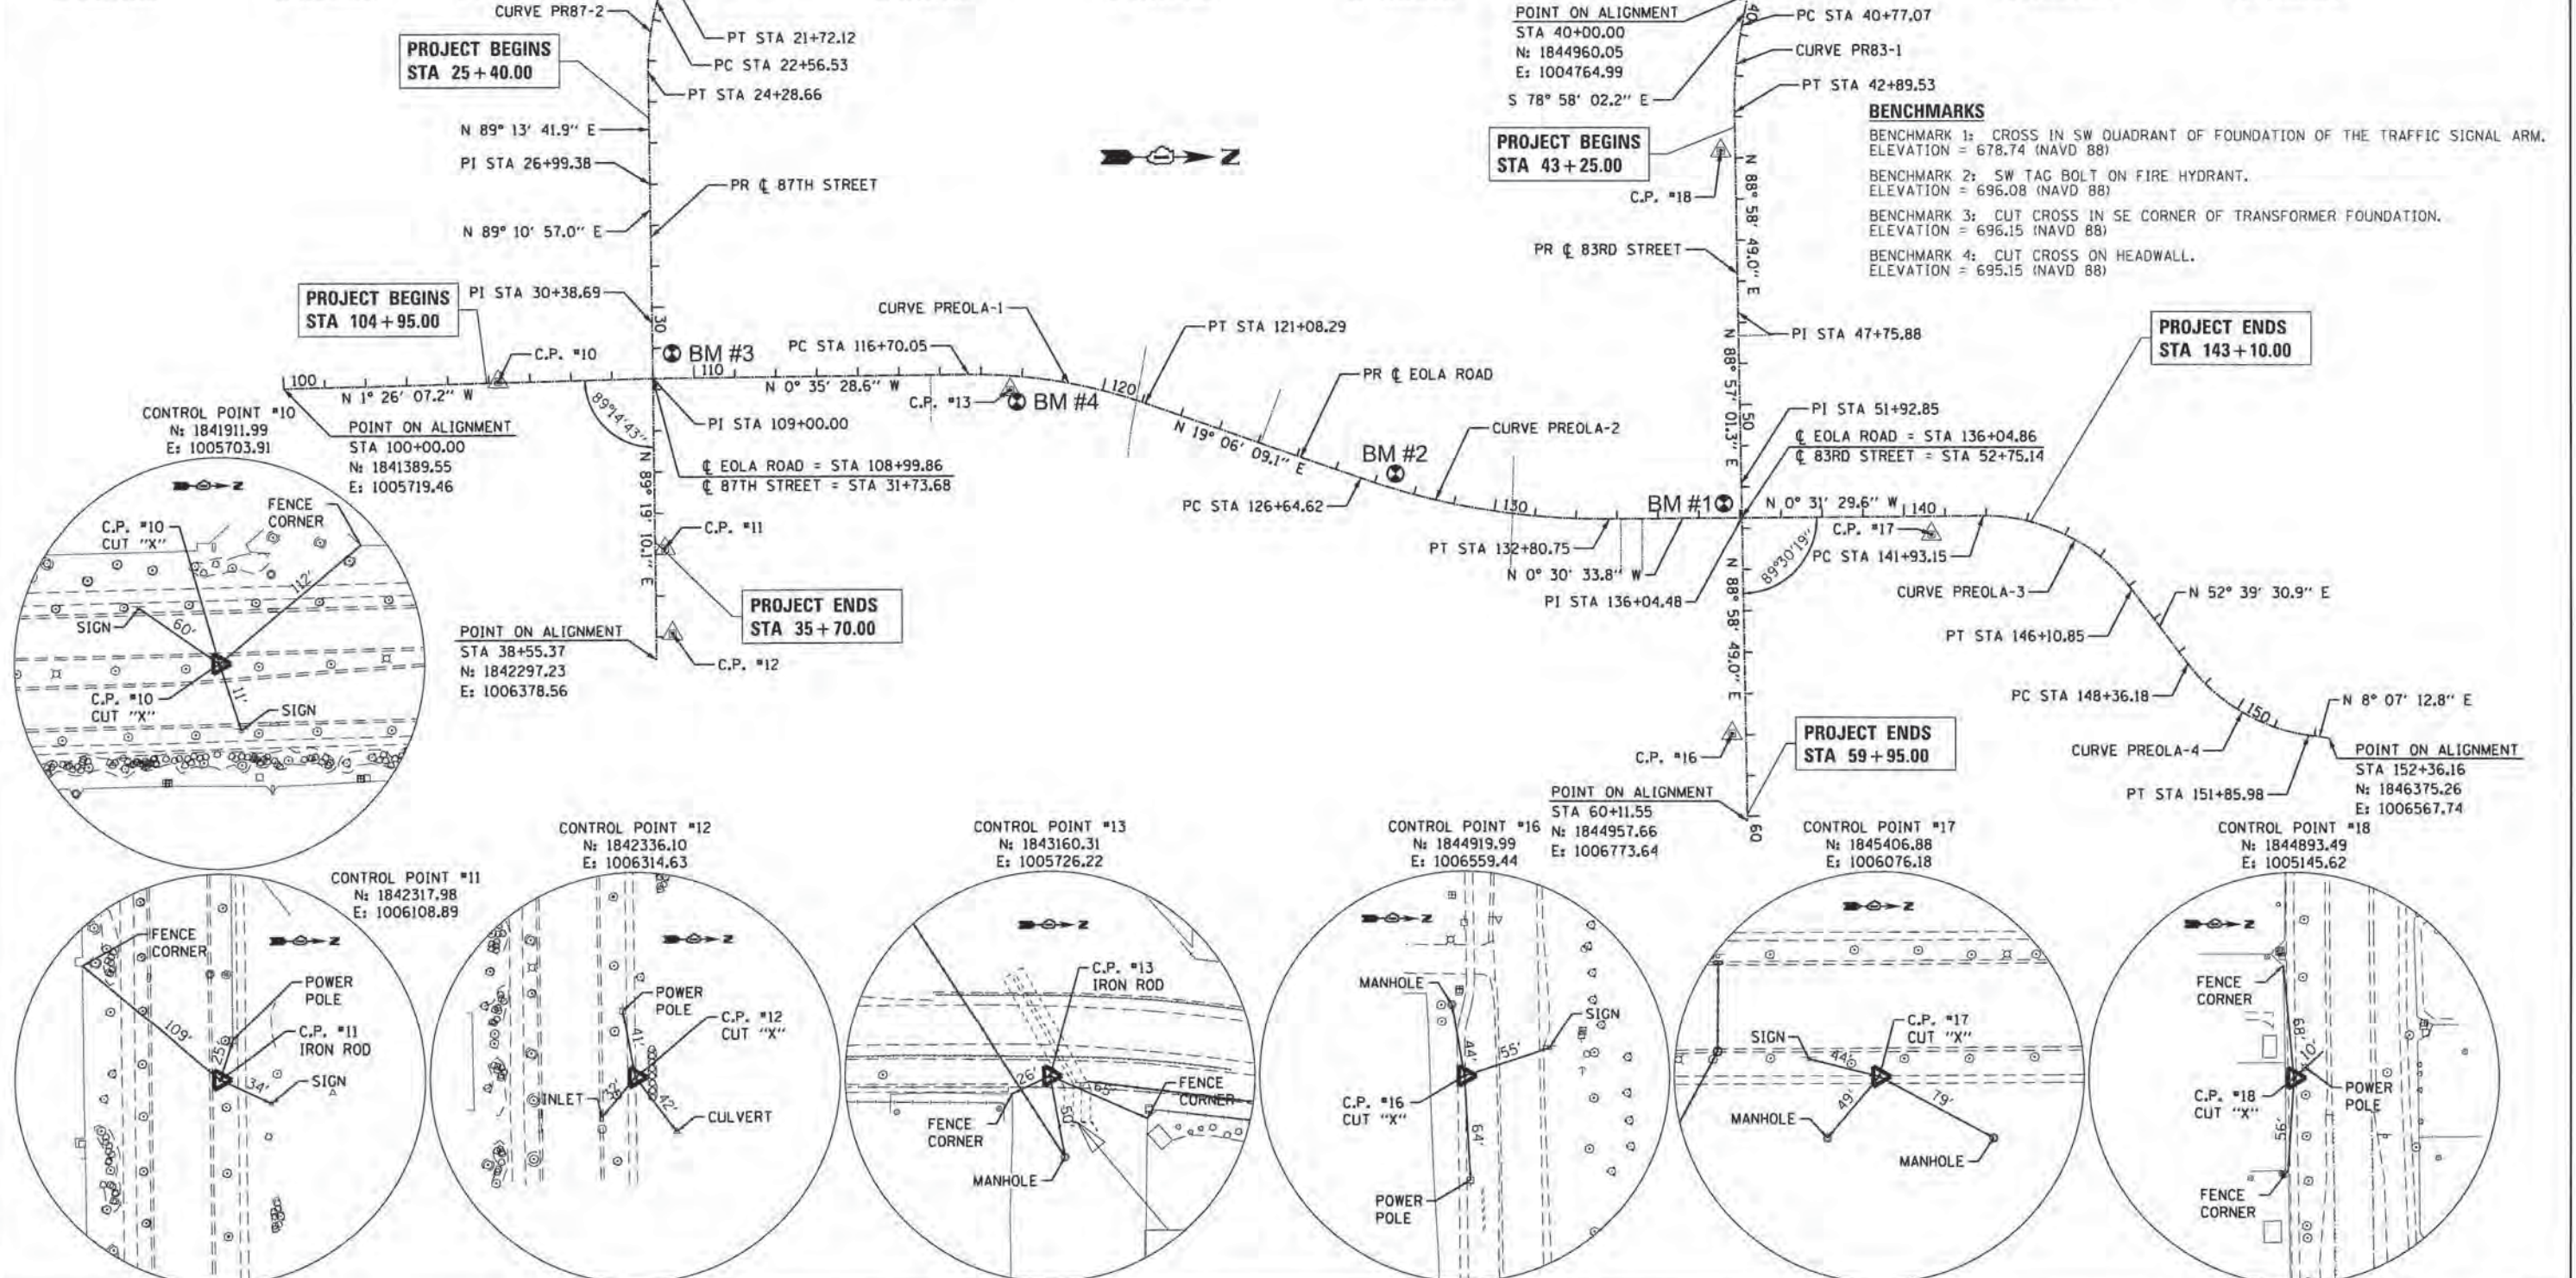 CURVE PR87-2
PT STA 21+72.12
PC STA 22+56.53
PT STA 24+28.66
PROJECT BEGINS
STA 25+40.00
N 89° 13' 41.9" E
PI STA 26+99.38
PR ℄ 87TH STREET
N 89° 10' 57.0" E
PI STA 30+38.69
30
POINT ON ALIGNMENT
STA 40+00.00
N: 1844960.05
E: 1004764.99
S 78° 58' 02.2" E
40
PC STA 40+77.07
CURVE PR83-1
PT STA 42+89.53
PROJECT BEGINS
STA 43+25.00
C.P. #18
N 88° 58' 49.0" E
PR ℄ 83RD STREET
PI STA 47+75.88
N 88° 57' 01.3" E
50
PI STA 51+92.85
Z
BENCHMARKS
BENCHMARK 1: CROSS IN SW QUADRANT OF FOUNDATION OF THE TRAFFIC SIGNAL ARM.
ELEVATION = 678.74 (NAVD 88)
BENCHMARK 2: SW TAG BOLT ON FIRE HYDRANT.
ELEVATION = 696.08 (NAVD 88)
BENCHMARK 3: CUT CROSS IN SE CORNER OF TRANSFORMER FOUNDATION.
ELEVATION = 696.15 (NAVD 88)
BENCHMARK 4: CUT CROSS ON HEADWALL.
ELEVATION = 695.15 (NAVD 88)
PROJECT BEGINS
STA 104+95.00
C.P. #10
100
N 1° 26' 07.2" W
POINT ON ALIGNMENT
STA 100+00.00
N: 1841389.55
E: 1005719.46
BM #3
110
PC STA 116+70.05
CURVE PREOLA-1
N 0° 35' 28.6" W
C.P. #13
BM #4
120
PT STA 121+08.29
PR ℄ EOLA ROAD
N 19° 06' 09.1" E
BM #2
CURVE PREOLA-2
PC STA 126+64.62
130
PT STA 132+80.75
N 0° 30' 33.8" W
PI STA 136+04.48
BM #1
℄ EOLA ROAD = STA 136+04.86
℄ 83RD STREET = STA 52+75.14
N 0° 31' 29.6" W
140
C.P. #17
PC STA 141+93.15
89°30'19"
PROJECT ENDS
STA 143+10.00
CURVE PREOLA-3
N 52° 39' 30.9" E
PT STA 146+10.85
PC STA 148+36.18
150
N 8° 07' 12.8" E
CURVE PREOLA-4
PT STA 151+85.98
POINT ON ALIGNMENT
STA 152+36.16
N: 1846375.26
E: 1006567.74
89°14'43"
PI STA 109+00.00
℄ EOLA ROAD = STA 108+99.86
℄ 87TH STREET = STA 31+73.68
N 89° 19' 10.1" E
C.P. #11
PROJECT ENDS
STA 35+70.00
C.P. #12
POINT ON ALIGNMENT
STA 38+55.37
N: 1842297.23
E: 1006378.56
N 88° 58' 49.0" E
C.P. #16
PROJECT ENDS
STA 59+95.00
POINT ON ALIGNMENT
STA 60+11.55
N: 1844957.66
E: 1006773.64
60
CONTROL POINT #10
N: 1841911.99
E: 1005703.91
Z
C.P. #10
CUT "X"
FENCE
CORNER
112'
SIGN
60'
C.P. #10
CUT "X"
11'
SIGN
CONTROL POINT #11
N: 1842317.98
E: 1006108.89
FENCE
CORNER
Z
POWER
POLE
109'
25'
C.P. #11
IRON ROD
34'
SIGN
CONTROL POINT #12
N: 1842336.10
E: 1006314.63
Z
POWER
POLE
41'
C.P. #12
CUT "X"
INLET
32'
42'
CULVERT
CONTROL POINT #13
N: 1843160.31
E: 1005726.22
Z
C.P. #13
IRON ROD
26'
65'
FENCE
CORNER
50'
FENCE
CORNER
MANHOLE
CONTROL POINT #16
N: 1844919.99
E: 1006559.44
Z
MANHOLE
SIGN
44'
55'
C.P. #16
CUT "X"
64'
POWER
POLE
CONTROL POINT #17
N: 1845406.88
E: 1006076.18
Z
SIGN
C.P. #17
CUT "X"
44'
49'
79'
MANHOLE
MANHOLE
CONTROL POINT #18
N: 1844893.49
E: 1005145.62
Z
FENCE
CORNER
68'
10'
C.P. #18
CUT "X"
POWER
POLE
56'
FENCE
CORNER